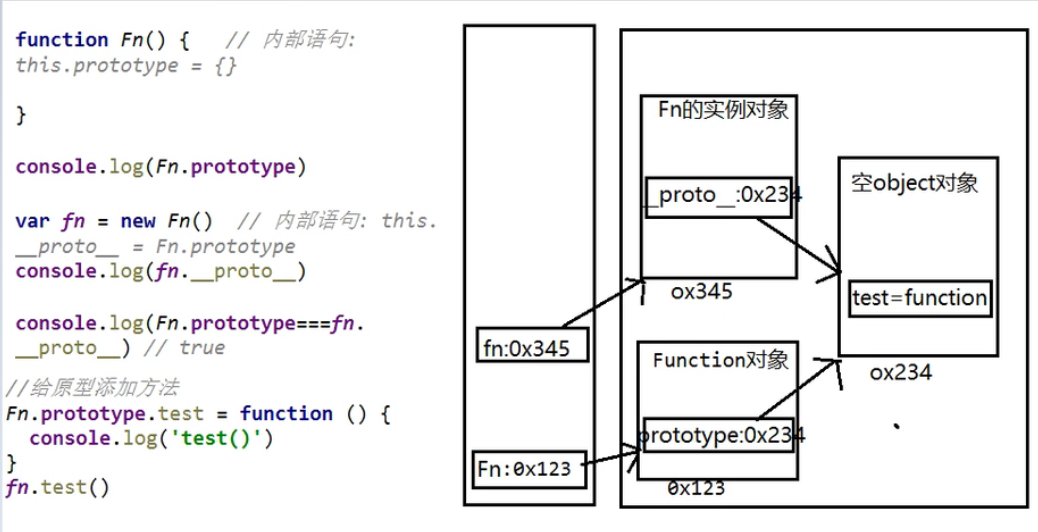 function Fn() {   // 内部语句:
this.prototype = {}
}
console.log(Fn.prototype)
var fn = new Fn()  // 内部语句: this.
__proto__ = Fn.prototype
console.log(fn.__proto__)
console.log(Fn.prototype===fn.
__proto__) // true
//给原型添加方法
Fn.prototype.test = function () {
  console.log('test()')
}
fn.test()
fn:0x345
Fn:0x123
Fn的实例对象
__proto__:0x234
ox345
Function对象
prototype:0x234
0x123
空object对象
test=function
ox234